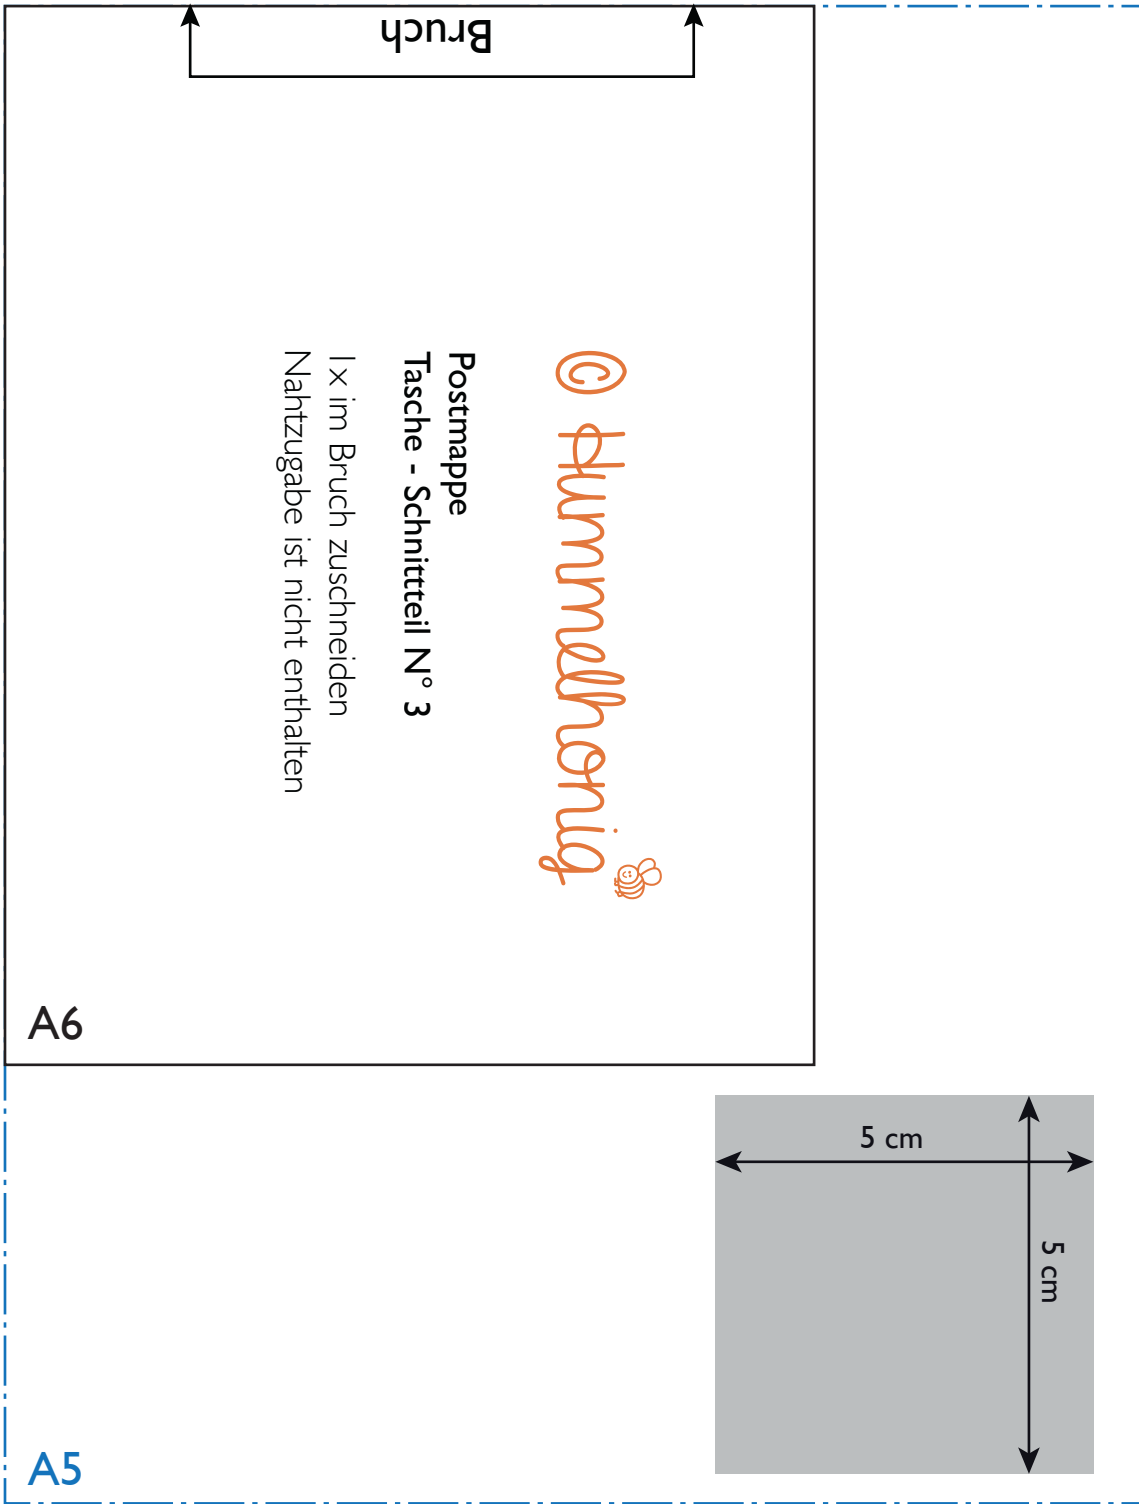 Bruch
© Hummelhonig
Postmappe
Tasche - Schnittteil N° 3
1x im Bruch zuschneiden
Nahtzugabe ist nicht enthalten
A6
5 cm
5 cm
A5